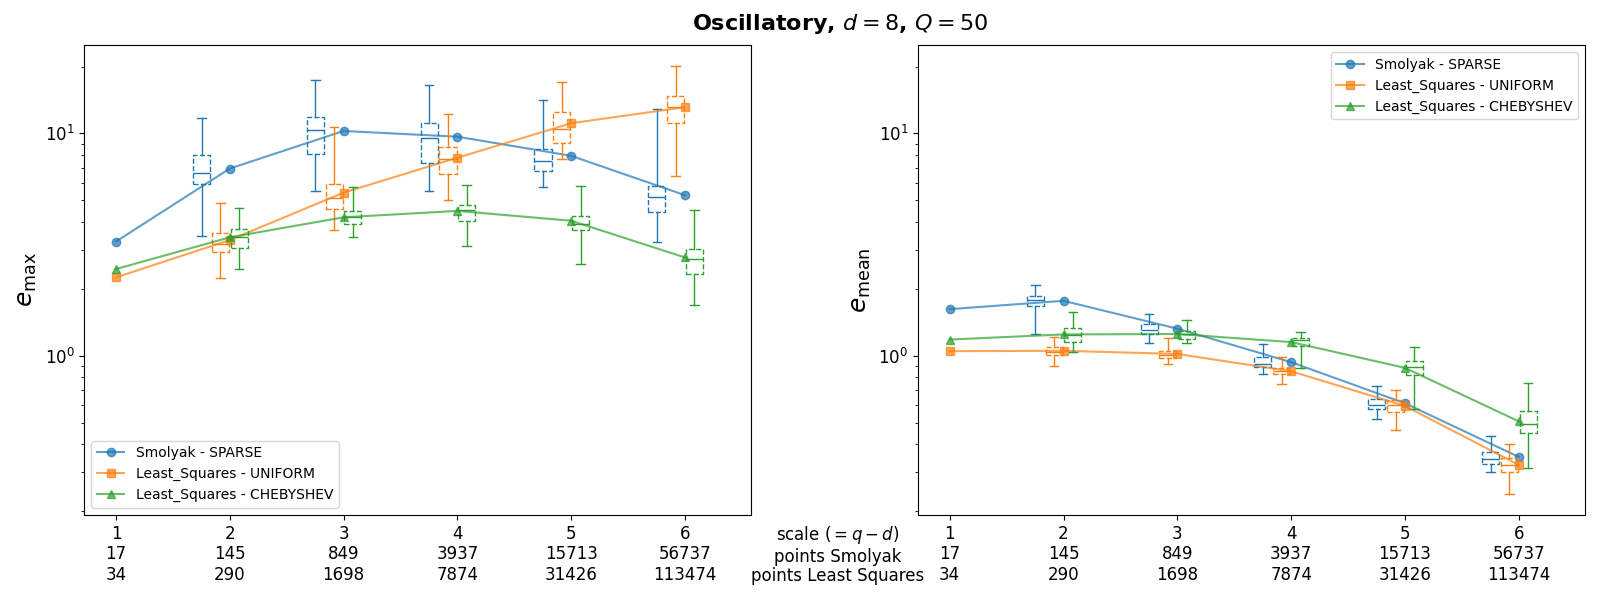 Oscillatory, d = 8, Q = 50
e_max
10¹
10⁰
Smolyak - SPARSE
Least_Squares - UNIFORM
Least_Squares - CHEBYSHEV
1 2 3 4 5 6
17 145 849 3937 15713 56737
34 290 1698 7874 31426 113474
scale (= q − d)
points Smolyak
points Least Squares
e_mean
10¹
10⁰
Smolyak - SPARSE
Least_Squares - UNIFORM
Least_Squares - CHEBYSHEV
1 2 3 4 5 6
17 145 849 3937 15713 56737
34 290 1698 7874 31426 113474